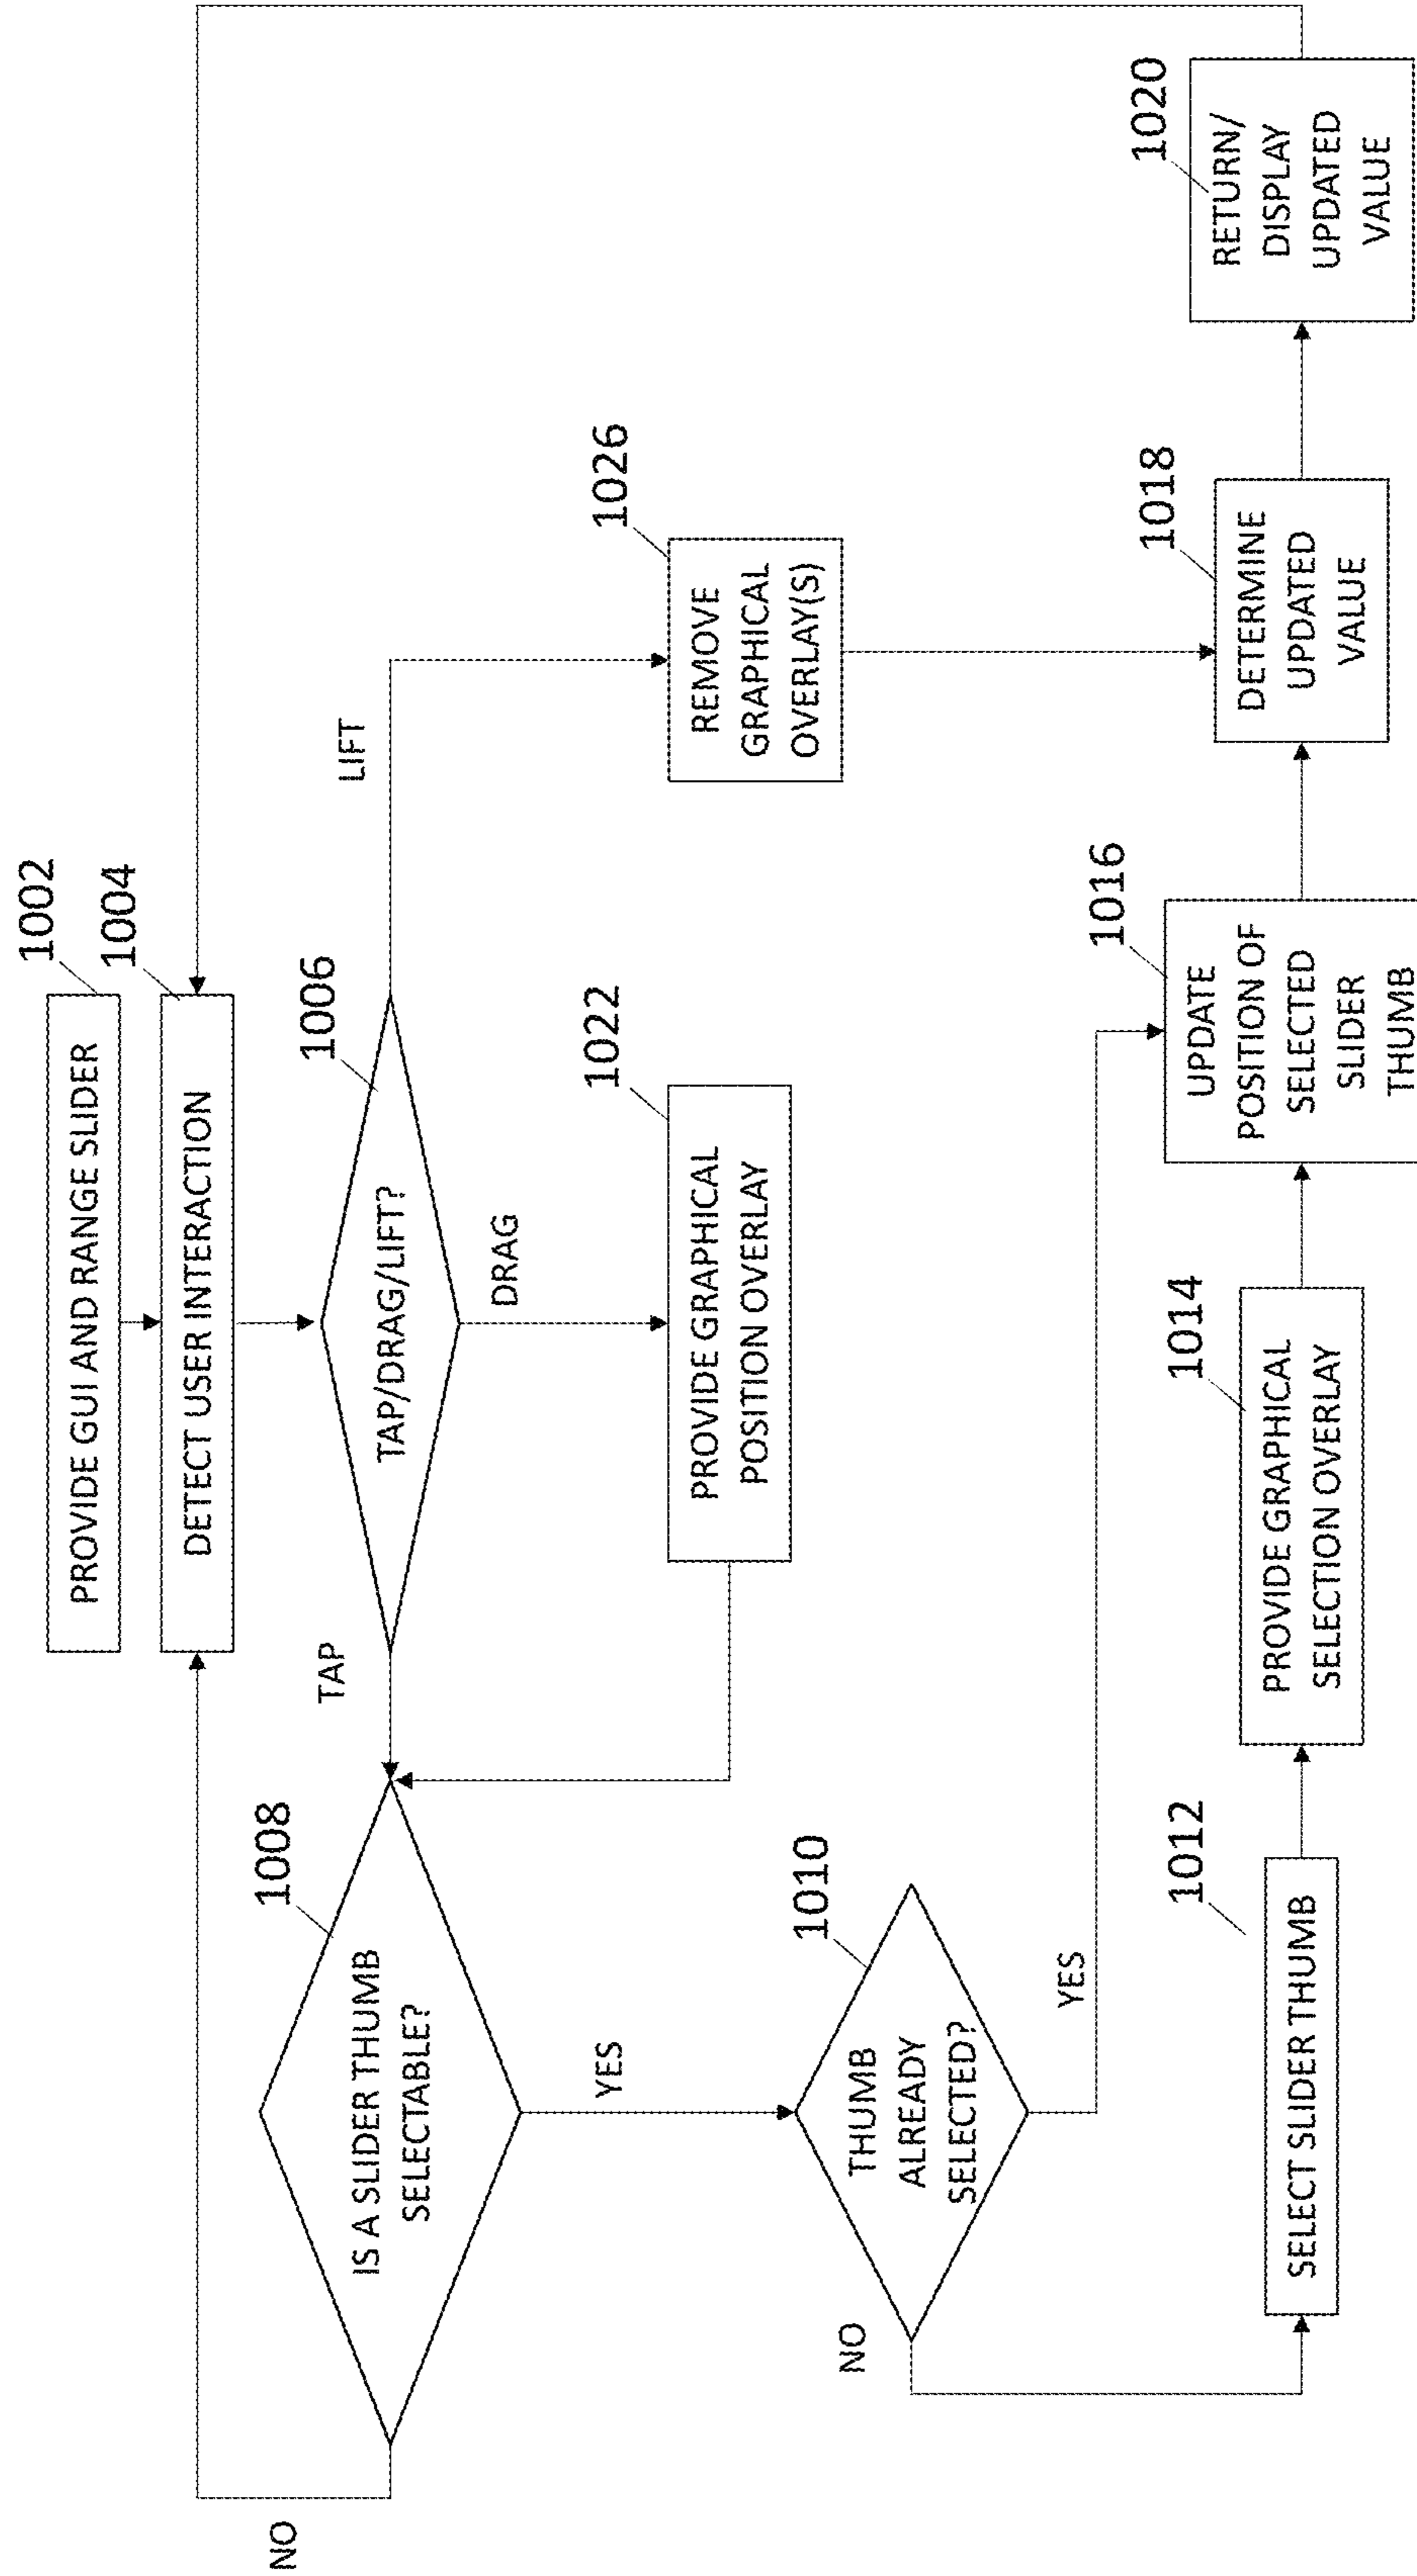 1002
PROVIDE GUI AND RANGE SLIDER
1004
DETECT USER INTERACTION
1006
TAP/DRAG/LIFT?
TAP
DRAG
LIFT
1008
IS A SLIDER THUMB
SELECTABLE?
NO
YES
1022
PROVIDE GRAPHICAL
POSITION OVERLAY
1026
REMOVE
GRAPHICAL
OVERLAY(S)
1010
THUMB
ALREADY
SELECTED?
NO
YES
1012
SELECT SLIDER THUMB
1014
PROVIDE GRAPHICAL
SELECTION OVERLAY
1016
UPDATE
POSITION OF
SELECTED
SLIDER
THUMB
1018
DETERMINE
UPDATED
VALUE
1020
RETURN/
DISPLAY
UPDATED
VALUE